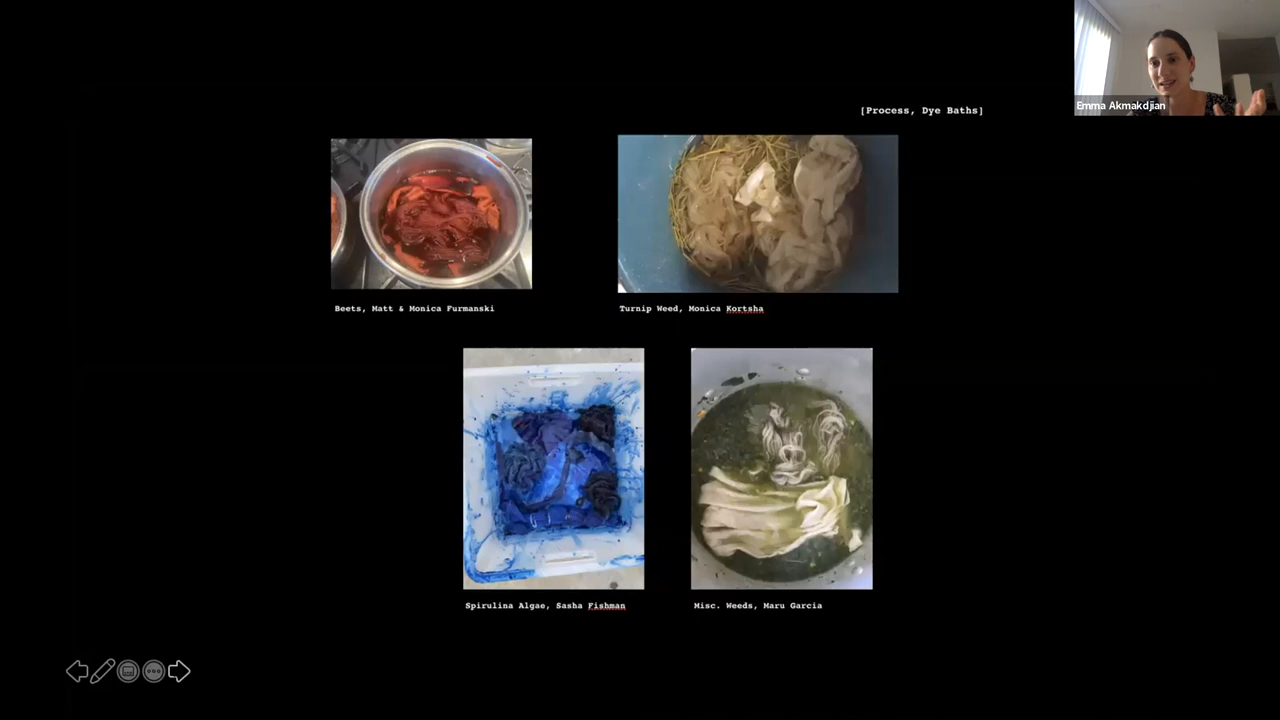 Emma Akmakdjian
[Process, Dye Baths]
Beets, Matt & Monica Furmanski
Turnip Weed, Monica Kortsha
Spirulina Algae, Sasha Fishman
Misc. Weeds, Maru Garcia